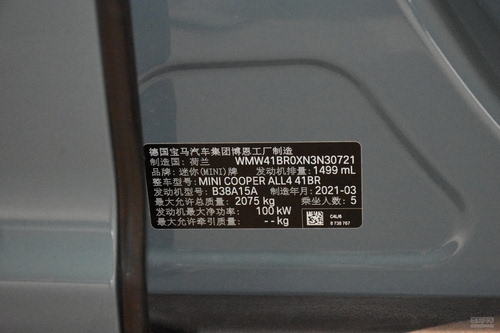 德国宝马汽车集团博恩工厂制造
制造国：荷兰 WMW41BR0XN3N30721
品牌：迷你(MINI)牌 发动机排量：1499 mL
整车型号：MINI COOPER ALL4 41BR
发动机型号：B38A15A 制造年月：2021-03
最大允许总质量：2075 kg 乘坐人数：5
发动机最大净功率：100 kW
最大允许牵引质量：-- kg
C4U6
8 738 767